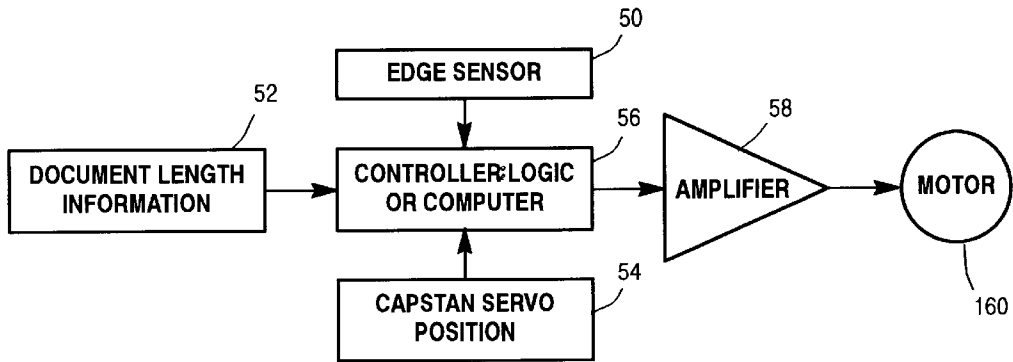 50
EDGE SENSOR
52
DOCUMENT LENGTH
INFORMATION
56
CONTROLLER:LOGIC
OR COMPUTER
58
AMPLIFIER
MOTOR
160
54
CAPSTAN SERVO
POSITION